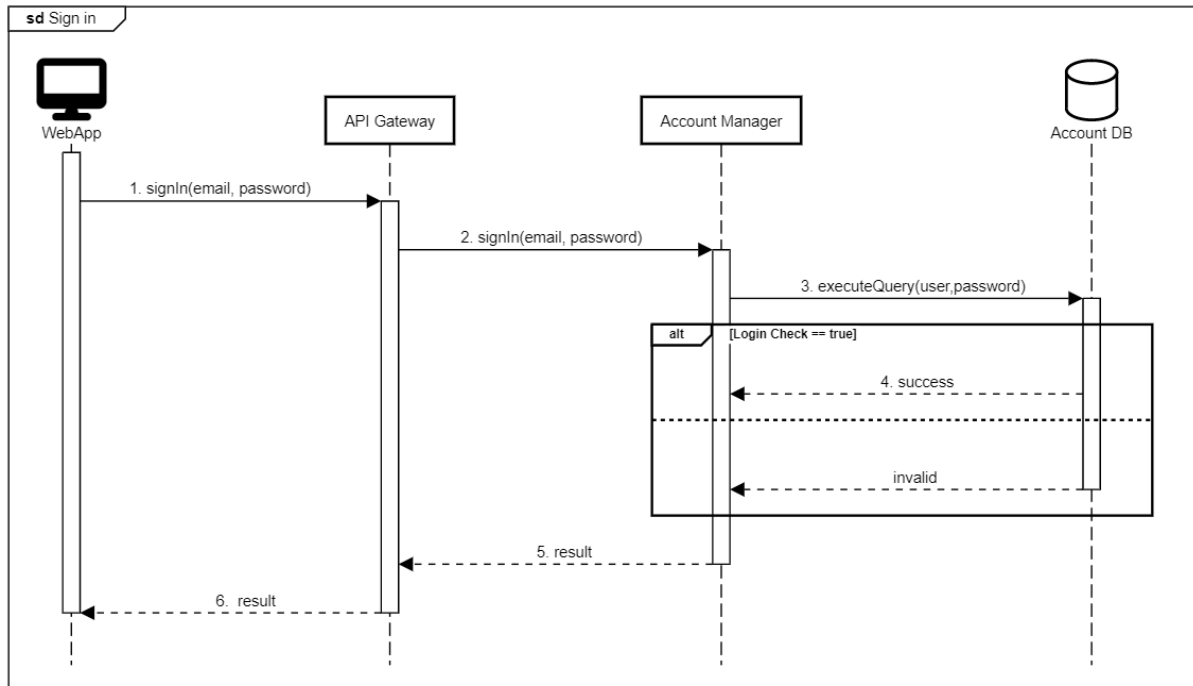 sd Sign in
WebApp
API Gateway
Account Manager
Account DB
1. signIn(email, password)
2. signIn(email, password)
3. executeQuery(user,password)
alt
[Login Check == true]
4. success
invalid
5. result
6. result